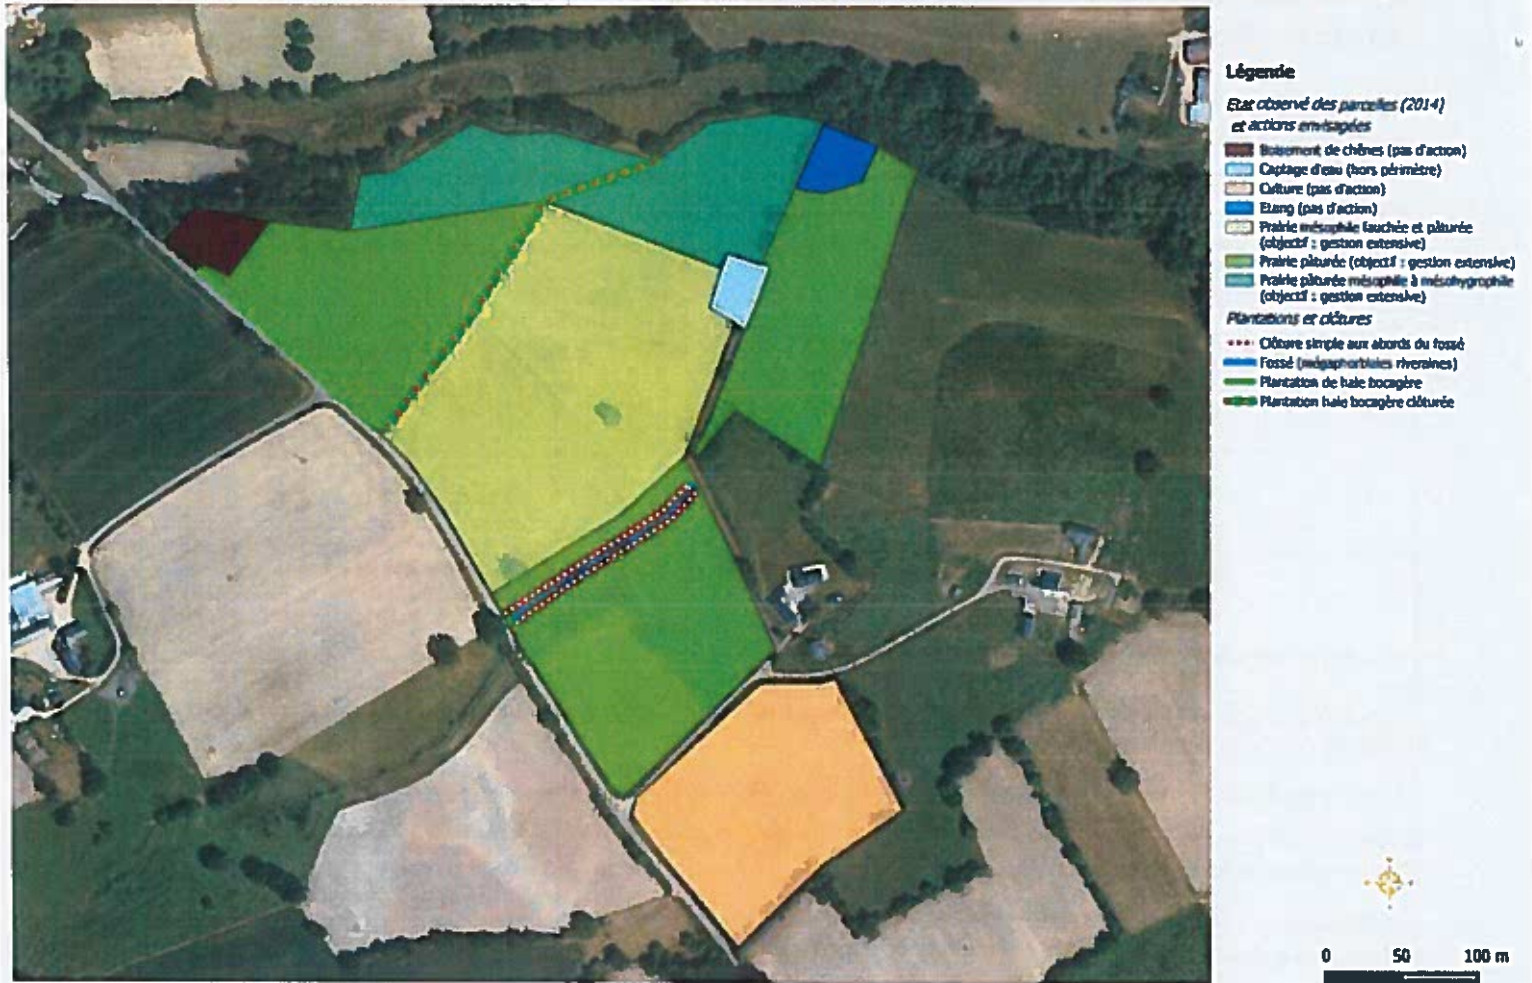 Légende
Etat observé des parcelles (2014)
et actions envisagées
Boisement de chênes (pas d'action)
Captage d'eau (hors périmètre)
Culture (pas d'action)
Etang (pas d'action)
Prairie mésophile fauchée et pâturée
(objectif : gestion extensive)
Prairie pâturée (objectif : gestion extensive)
Prairie pâturée mésophile à mésohygrophile
(objectif : gestion extensive)
Plantations et clôtures
Clôture simple aux abords du fossé
Fossé (mégaphorbiaies riveraines)
Plantation de haie bocagère
Plantation haie bocagère clôturée
0 50 100 m